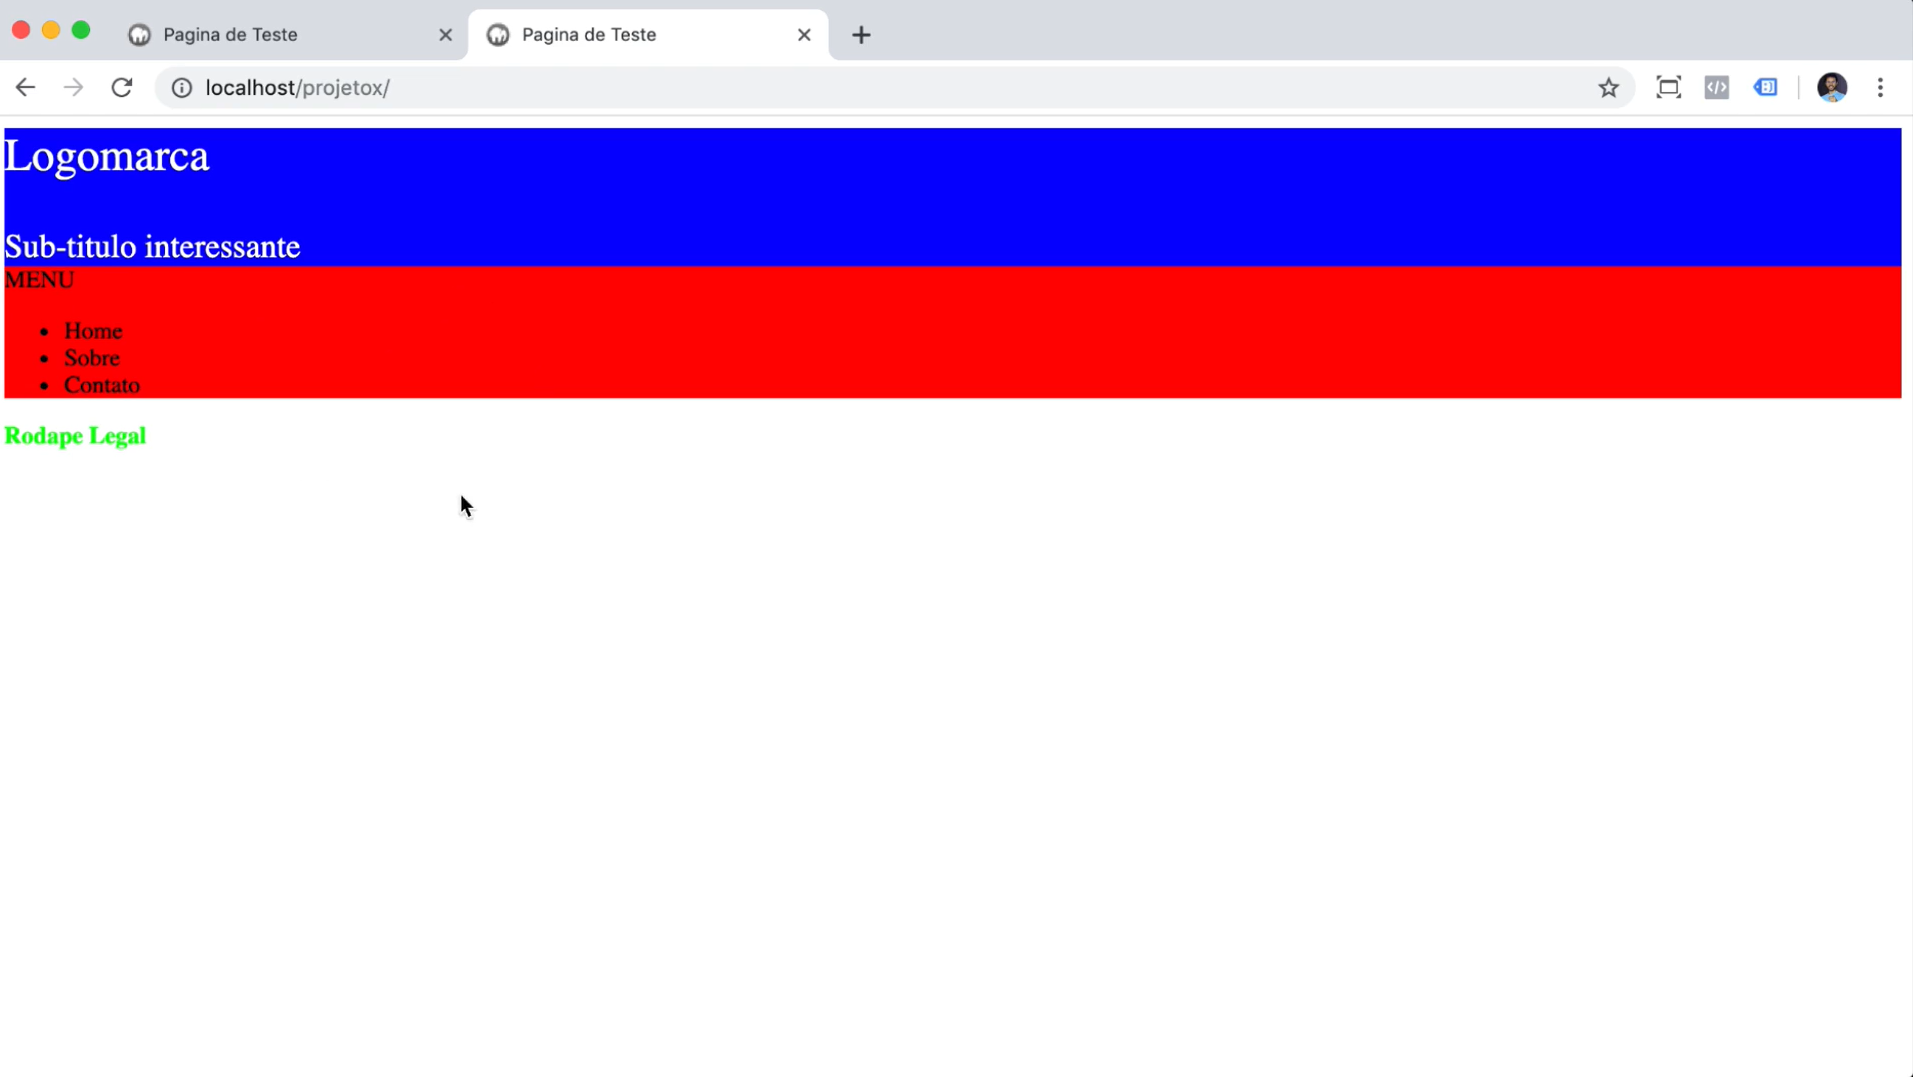 Pagina de Teste
Pagina de Teste
localhost/projetox/
Logomarca
Sub-titulo interessante
MENU
Home
Sobre
Contato
Rodape Legal